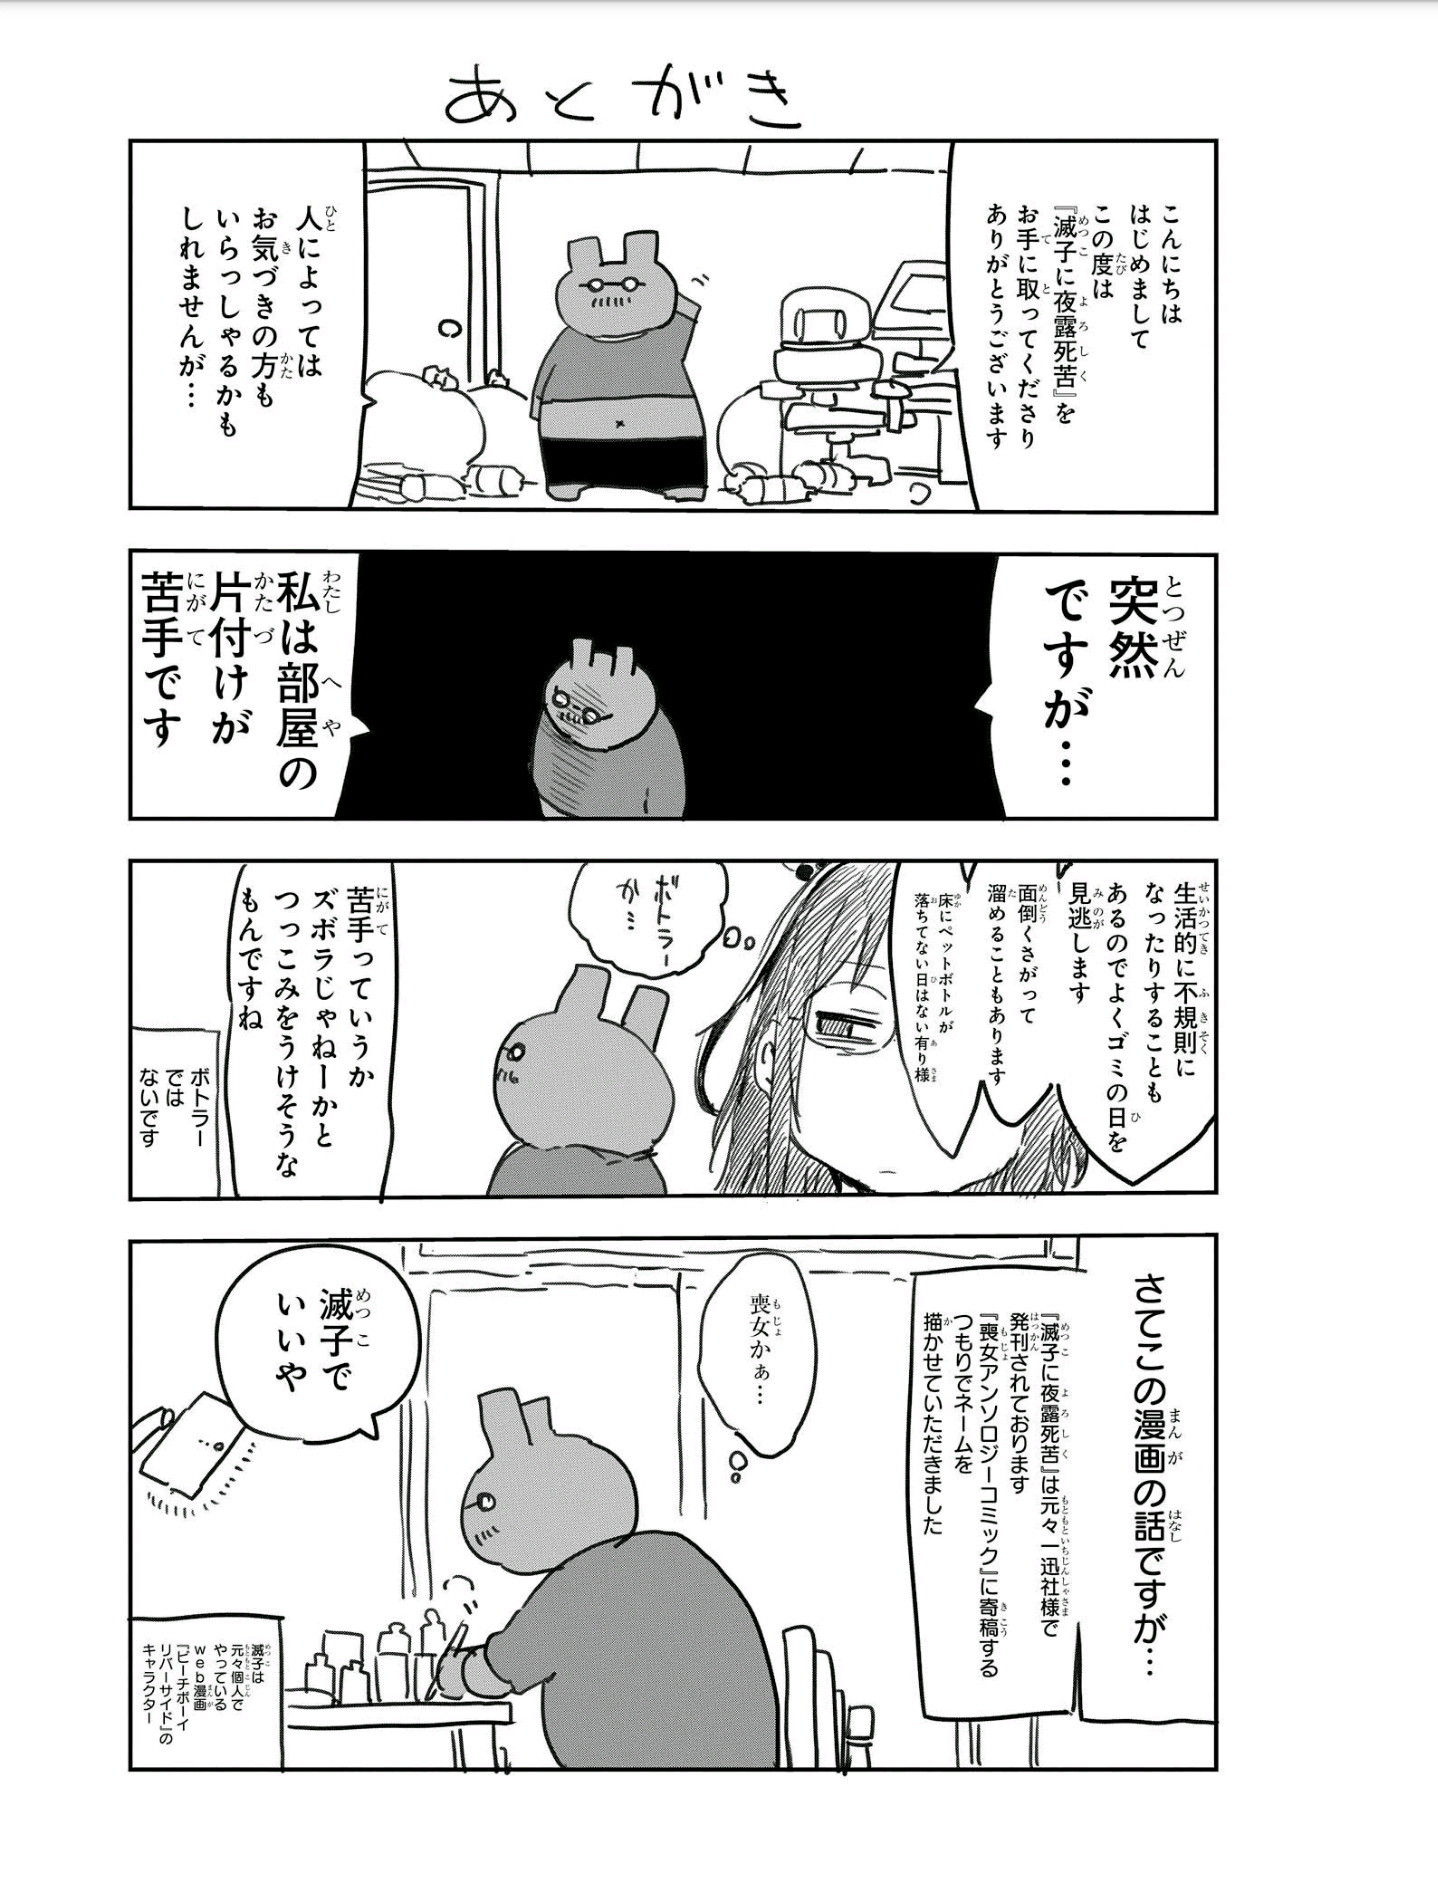 あとがき
こんにちは
はじめまして
この度は
『滅子に夜露死苦』を
お手に取ってくださり
ありがとうございます
人によっては
お気づきの方も
いらっしゃるかも
しれませんが…
突然
ですが…
私は部屋の
片付けが
苦手です
生活的に不規則に
なったりすることも
あるのでよくゴミの日を
見逃します
面倒くさがって
溜めることもあります
床にペットボトルが
落ちてない日はない有り様
ボトラー
か…
苦手っていうか
ズボラじゃねーかと
つっこみをうけそうな
もんですね
ボトラー
では
ないです
さてこの漫画の話ですが…
『滅子に夜露死苦』は元々一迅社様で
発刊されております
『喪女アンソロジーコミック』に寄稿する
つもりでネームを
描かせていただきました
喪女かぁ…
滅子で
いいや
滅子は
元々個人で
やっている
web漫画
『ピーチボーイ
リバーサイド』の
キャラクター